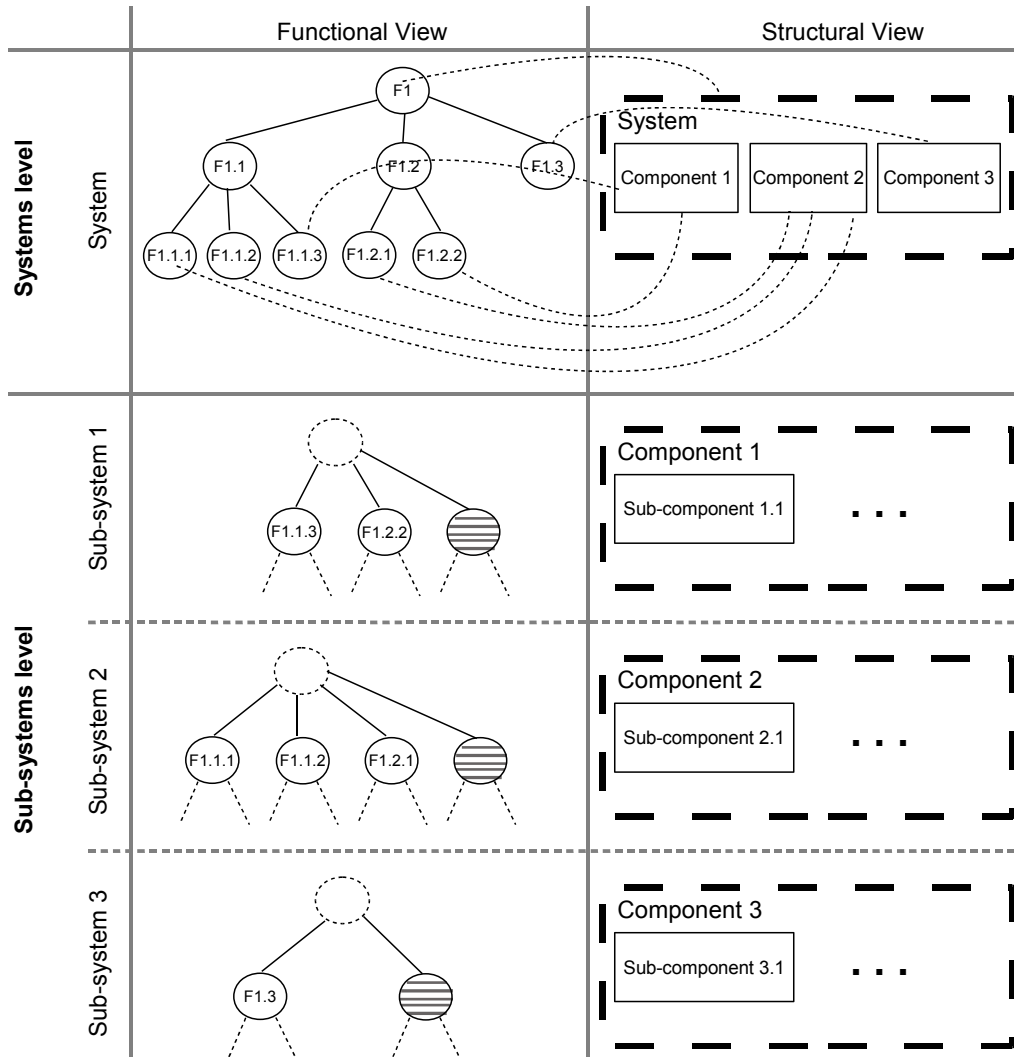 Functional View
Structural View
Systems level
System
F1
F1.1
F1.2
F1.3
F1.1.1
F1.1.2
F1.1.3
F1.2.1
F1.2.2
System
Component 1
Component 2
Component 3
Sub-systems level
Sub-system 1
F1.1.3
F1.2.2
Component 1
Sub-component 1.1
. . .
Sub-system 2
F1.1.1
F1.1.2
F1.2.1
Component 2
Sub-component 2.1
. . .
Sub-system 3
F1.3
Component 3
Sub-component 3.1
. . .